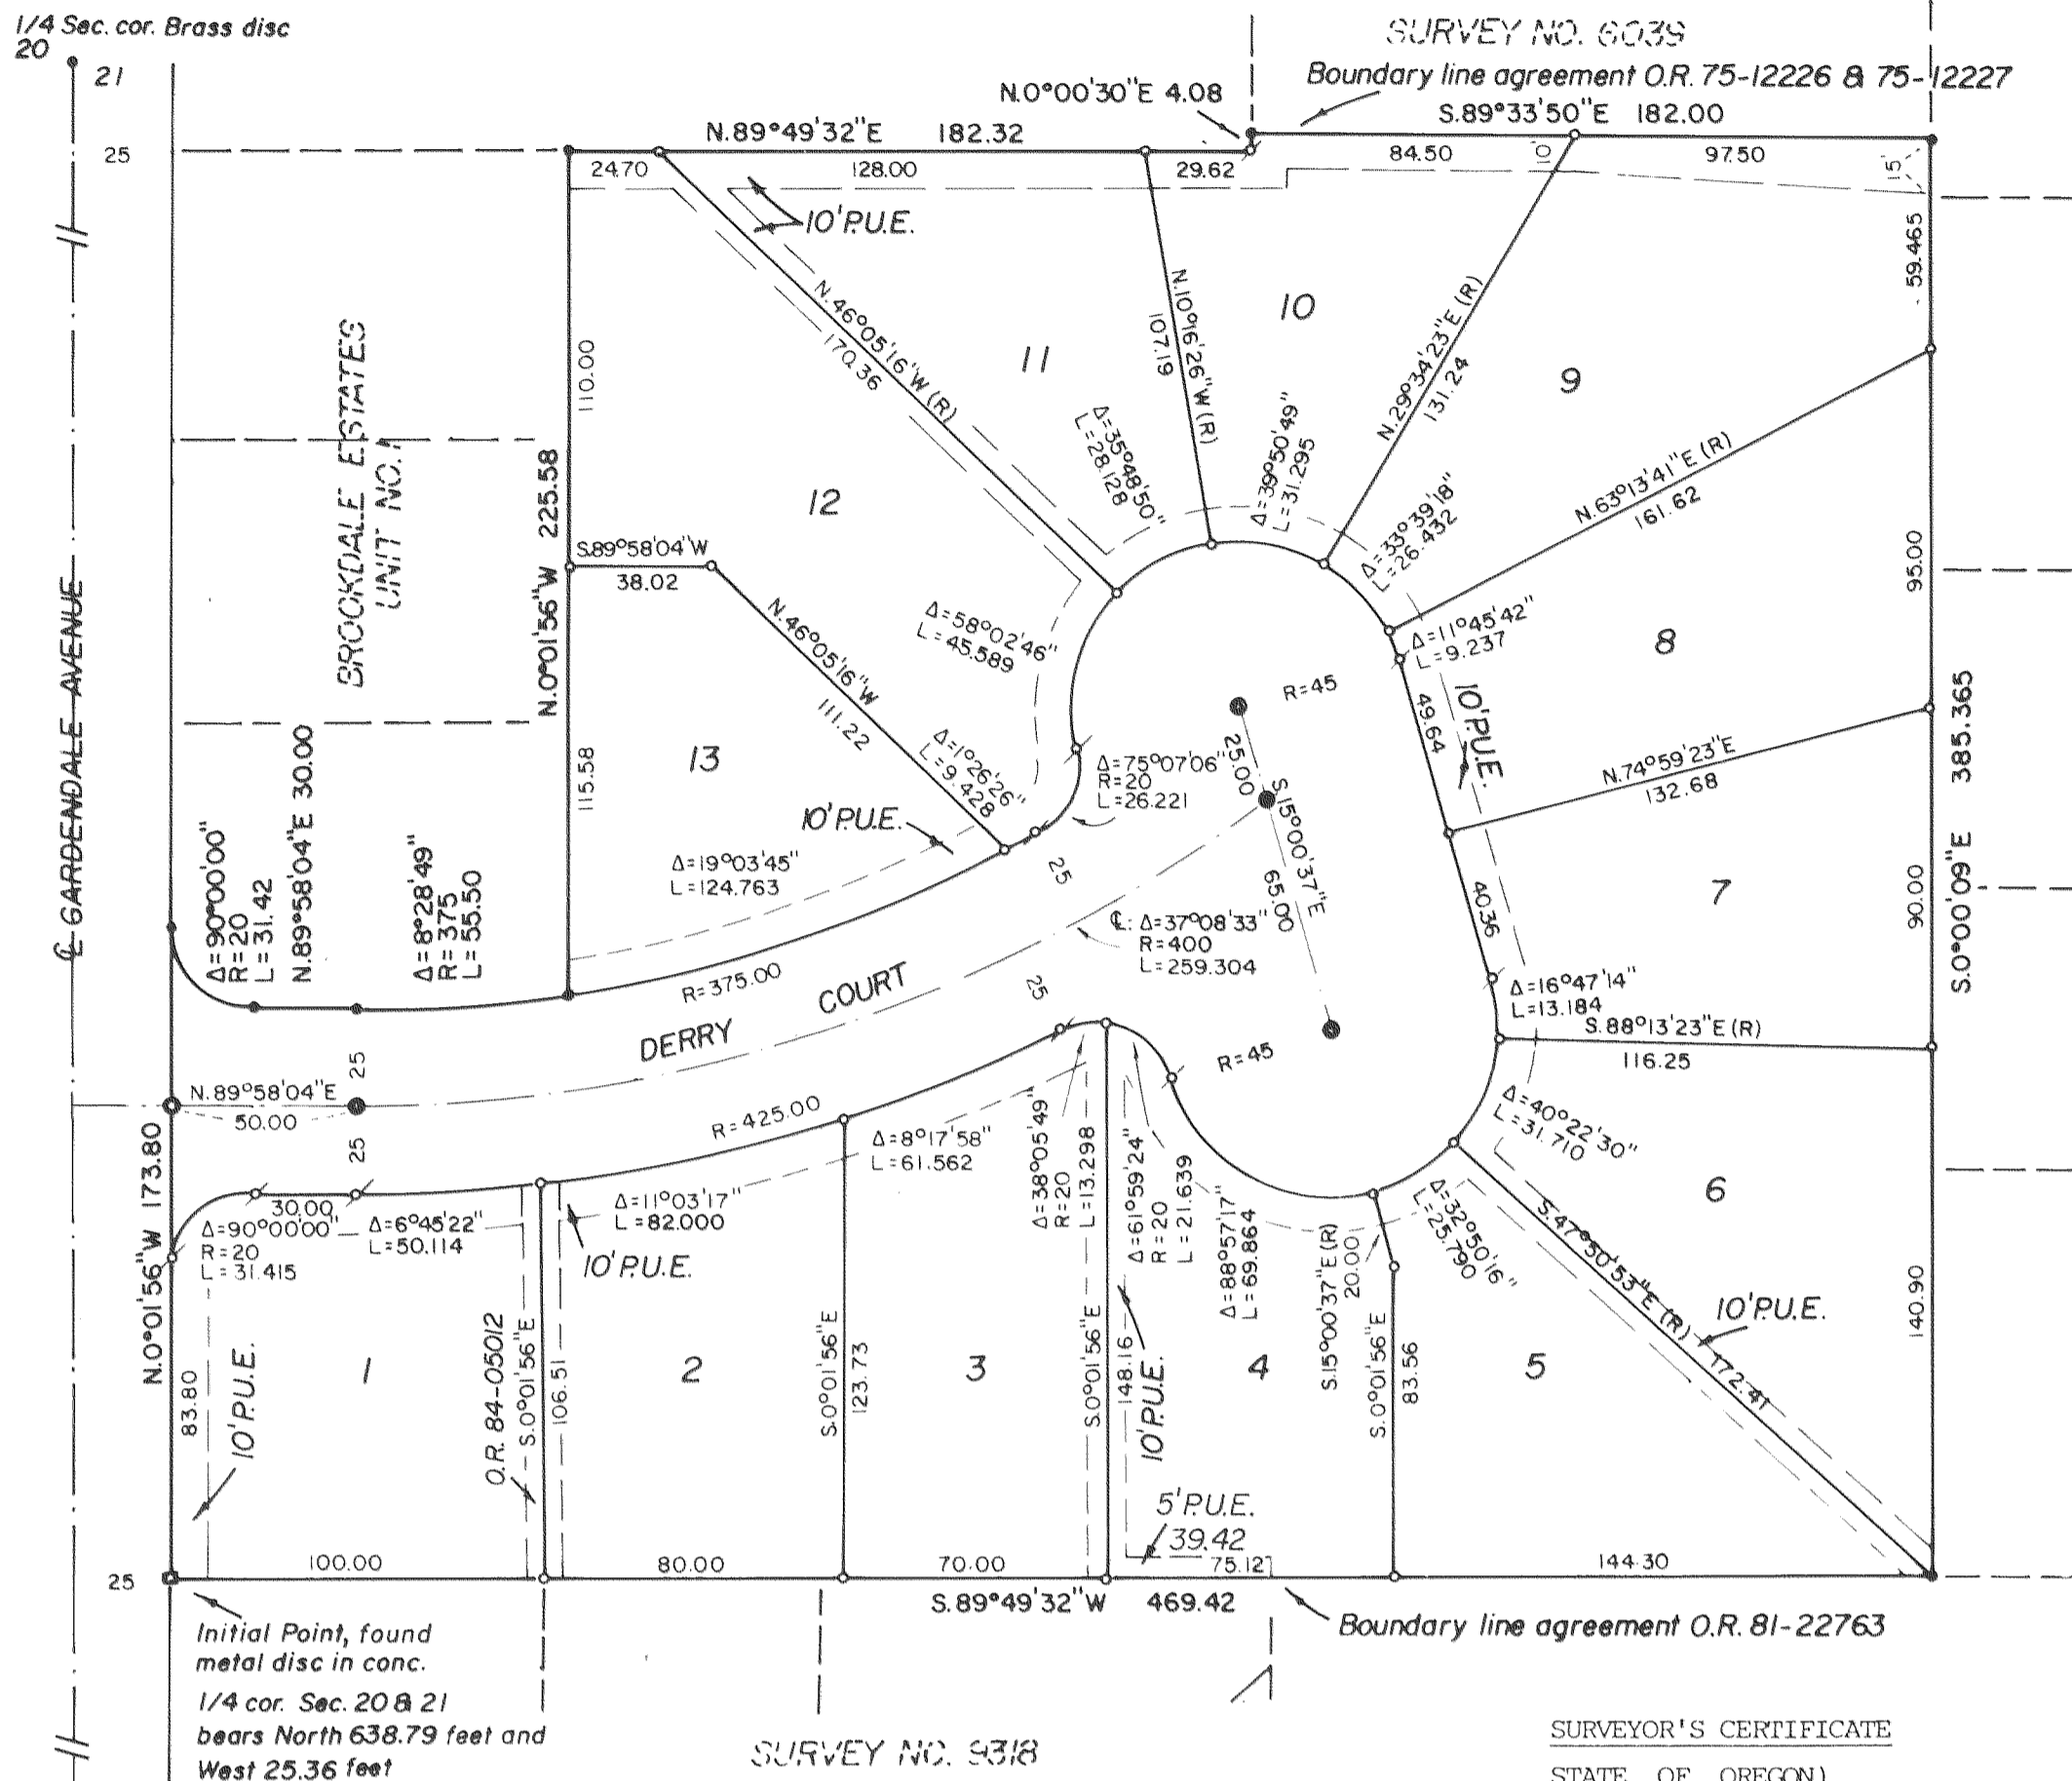 1/4 Sec. cor. Brass disc
20
21
25
SURVEY NO. 6039
Boundary line agreement O.R. 75-12226 & 75-12227
N.0°00'30"E 4.08
S.89°33'50"E 182.00
N.89°49'32"E 182.32
24.70
128.00
29.62
84.50
10'
97.50
15'
10' P.U.E.
59.465
110.00
N.46°05'16"W (R)
170.36
11
N.10°16'26"W (R)
107.19
10
N.29°34'23"E (R)
131.24
9
BROOKDALE ESTATES
UNIT NO. 1
N.0°01'56"W 225.58
12
Δ=35°48'50"
L=28.128
Δ=39°50'49"
L=31.295
Δ=33°39'18"
L=26.432
N.63°13'41"E (R)
161.62
95.00
S.89°58'04"W
38.02
Δ=58°02'46"
L=45.589
Δ=11°45'42"
L=9.237
8
N.46°05'16"W
111.22
R=45
49.64
10' P.U.E.
S.0°00'09"E 385.365
℄ GARDENDALE AVENUE
13
115.58
Δ=1°26'26"
L=9.428
Δ=75°07'06"
R=20
L=26.221
25.00
S.15°00'37"E
65.00
N.74°59'23"E
132.68
10' P.U.E.
Δ=90°00'00"
R=20
L=31.42
N.89°58'04"E 30.00
Δ=8°28'49"
R=375
L=55.50
Δ=19°03'45"
L=124.763
25
℄: Δ=37°08'33"
R=400
L=259.304
40.36
7
90.00
R=375.00
DERRY COURT
25
Δ=16°47'14"
L=13.184
S.88°13'23"E (R)
116.25
R=45
N.89°58'04"E
50.00
25
25
R=425.00
Δ=8°17'58"
L=61.562
Δ=38°05'49"
R=20
L=13.298
Δ=61°59'24"
R=20
L=21.639
Δ=88°57'17"
L=69.864
Δ=40°22'30"
L=31.710
6
N.0°01'56"W 173.80
30.00
Δ=90°00'00"
R=20
L=31.415
Δ=6°45'22"
L=50.114
Δ=11°03'17"
L=82.000
10' P.U.E.
S.15°00'37"E (R)
20.00
Δ=32°50'16"
L=25.790
S.47°50'53"E (R)
172.41
10' P.U.E.
140.90
83.80
10' P.U.E.
1
O.R. 84-05012
S.0°01'56"E
106.51
2
S.0°01'56"E
123.73
3
S.0°01'56"E
148.16
10' P.U.E.
4
S.0°01'56"E
83.56
5
5' P.U.E.
39.42
25
100.00
80.00
70.00
75.12
144.30
S.89°49'32"W 469.42
Boundary line agreement O.R. 81-22763
Initial Point, found
metal disc in conc.
1/4 cor. Sec. 20 & 21
bears North 638.79 feet and
West 25.36 feet
SURVEY NO. 9318
SURVEYOR'S CERTIFICATE
STATE OF OREGON)